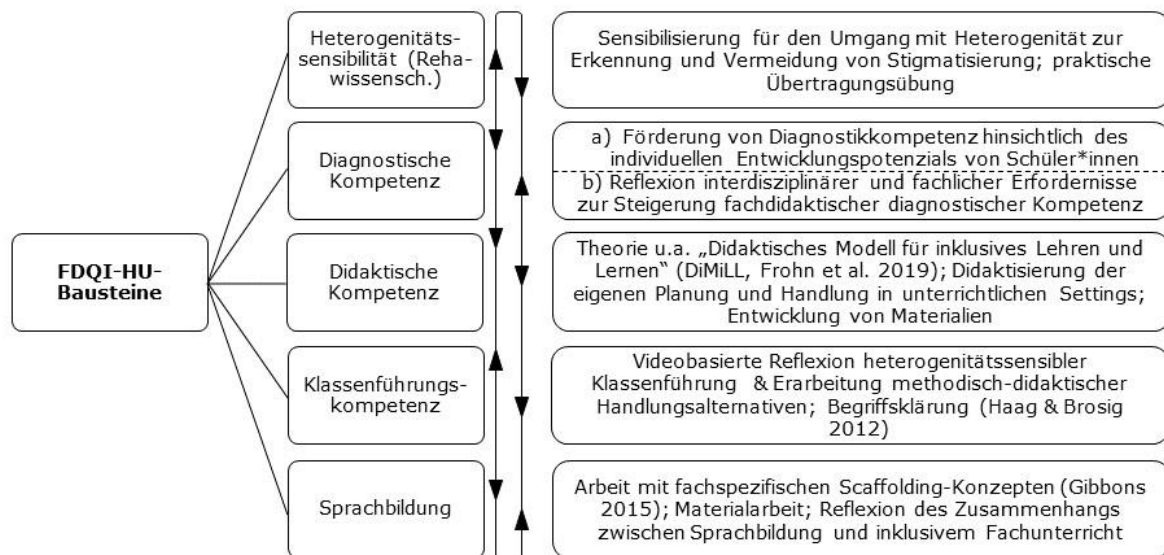 FDQI-HU-
Bausteine
Heterogenitäts-
sensibilität (Reha-
wissensch.)
Sensibilisierung für den Umgang mit Heterogenität zur
Erkennung und Vermeidung von Stigmatisierung; praktische
Übertragungsübung
Diagnostische
Kompetenz
a) Förderung von Diagnostikkompetenz hinsichtlich des
individuellen Entwicklungspotenzials von Schüler*innen
b) Reflexion interdisziplinärer und fachlicher Erfordernisse
zur Steigerung fachdidaktischer diagnostischer Kompetenz
Didaktische
Kompetenz
Theorie u.a. „Didaktisches Modell für inklusives Lehren und
Lernen“ (DiMiLL, Frohn et al. 2019); Didaktisierung der
eigenen Planung und Handlung in unterrichtlichen Settings;
Entwicklung von Materialien
Klassenführungs-
kompetenz
Videobasierte Reflexion heterogenitätssensibler
Klassenführung & Erarbeitung methodisch-didaktischer
Handlungsalternativen; Begriffsklärung (Haag & Brosig
2012)
Sprachbildung
Arbeit mit fachspezifischen Scaffolding-Konzepten (Gibbons
2015); Materialarbeit; Reflexion des Zusammenhangs
zwischen Sprachbildung und inklusivem Fachunterricht